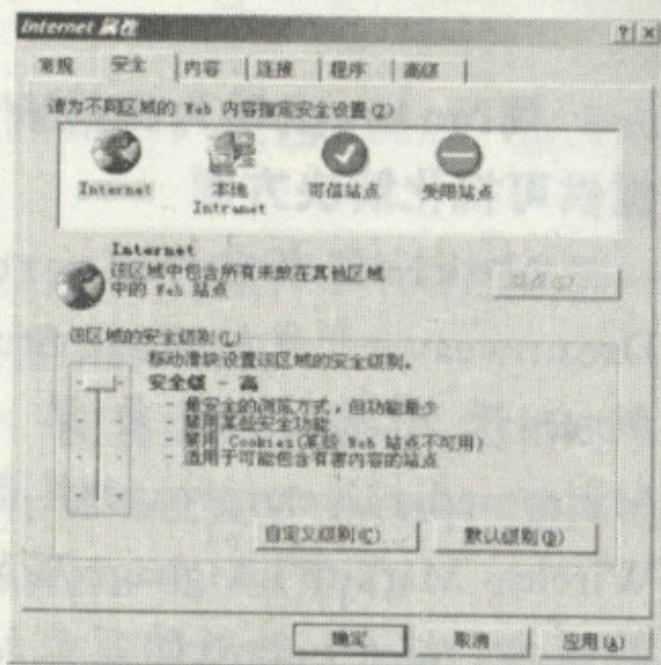 Internet 属性
? ×
常规 安全 内容 连接 程序 高级
请为不同区域的 Web 内容指定安全设置(Z)
Internet
本地
Intranet
可信站点
受限站点
Internet
该区域中包含所有未放在其他区域
中的 Web 站点
站点(S)...
该区域的安全级别(L)
移动滑块设置该区域的安全级别。
安全级 - 高
- 最安全的浏览方式，但功能最少
- 禁用某些安全功能
- 禁用 Cookies(某些 Web 站点不可用)
- 适用于可能包含有害内容的站点
自定义级别(C)... 默认级别(D)
确定 取消 应用(A)